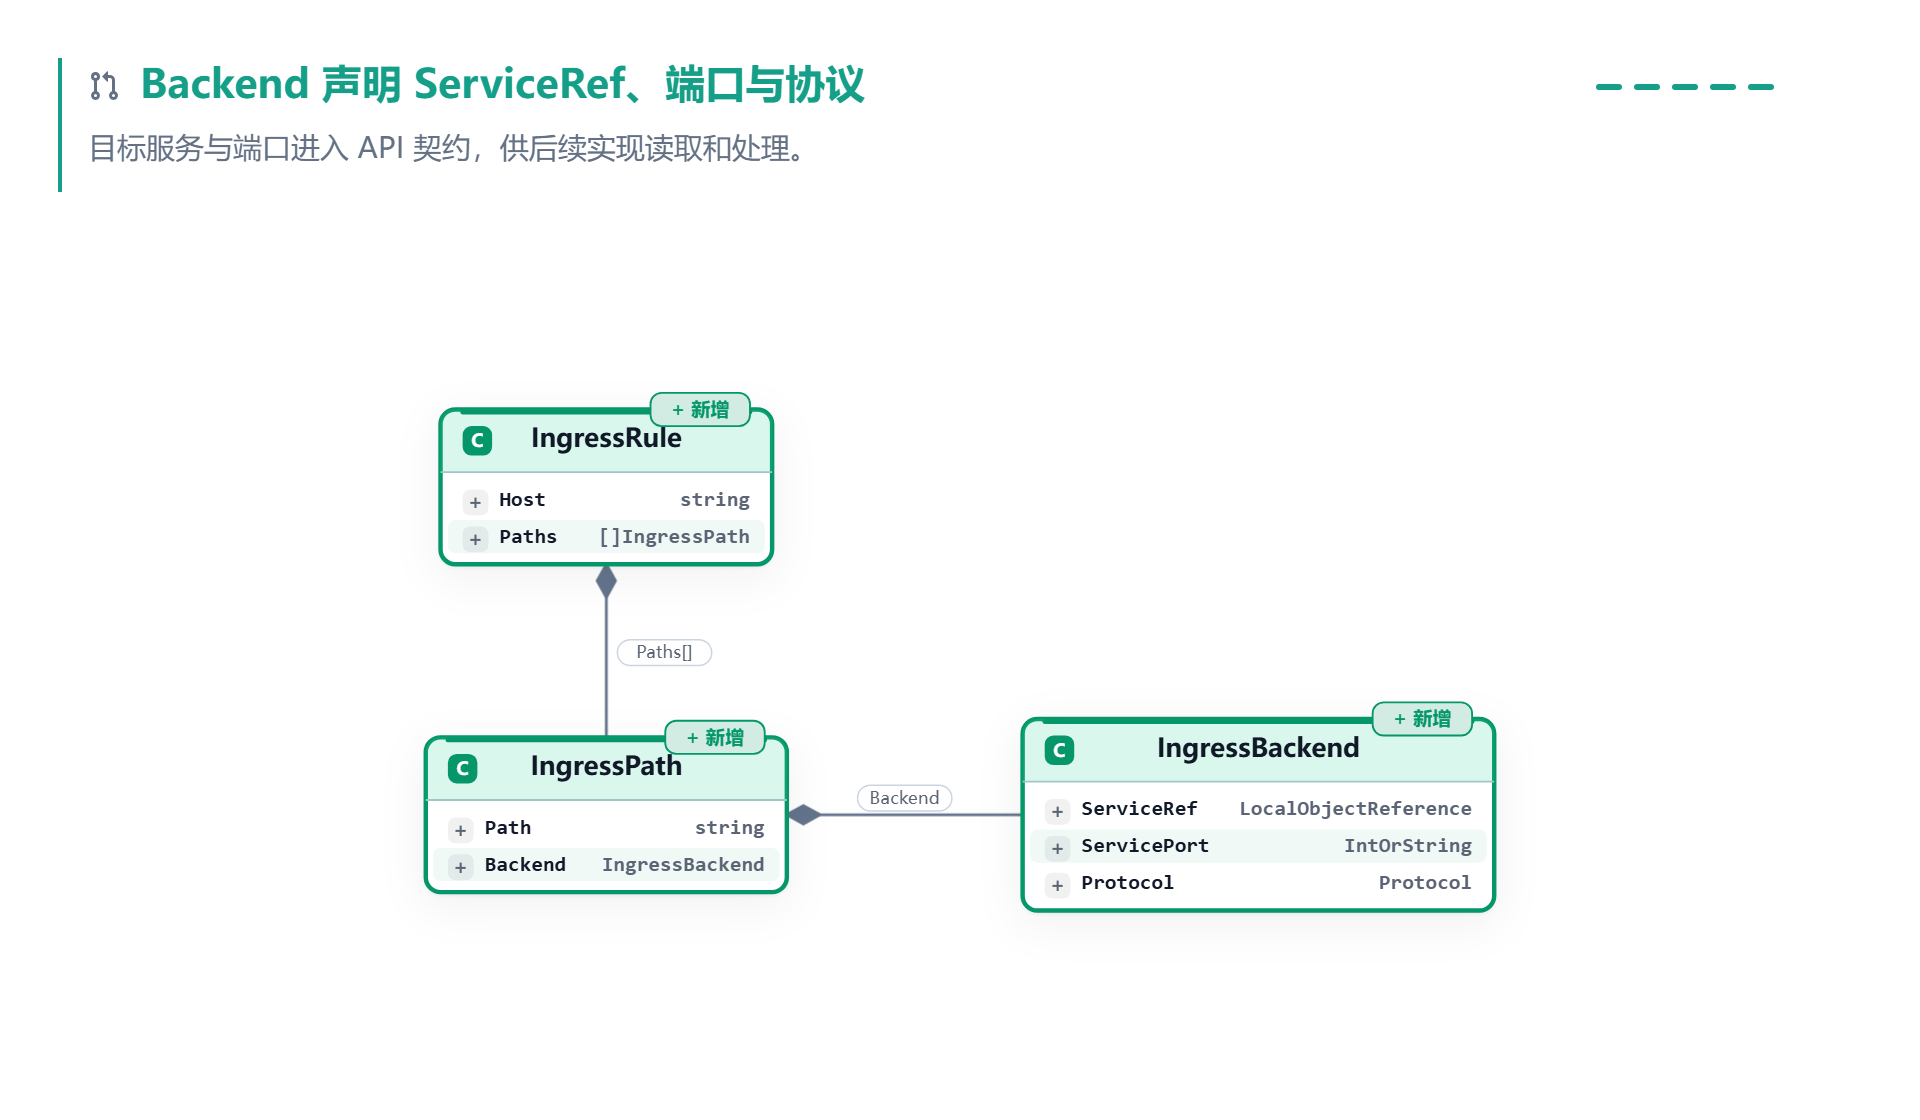 Backend 声明 ServiceRef、端口与协议
目标服务与端口进入 API 契约，供后续实现读取和处理。
+ 新增
C IngressRule
+ Host string
+ Paths []IngressPath
Paths[]
+ 新增
C IngressPath
+ Path string
+ Backend IngressBackend
Backend
+ 新增
C IngressBackend
+ ServiceRef LocalObjectReference
+ ServicePort IntOrString
+ Protocol Protocol